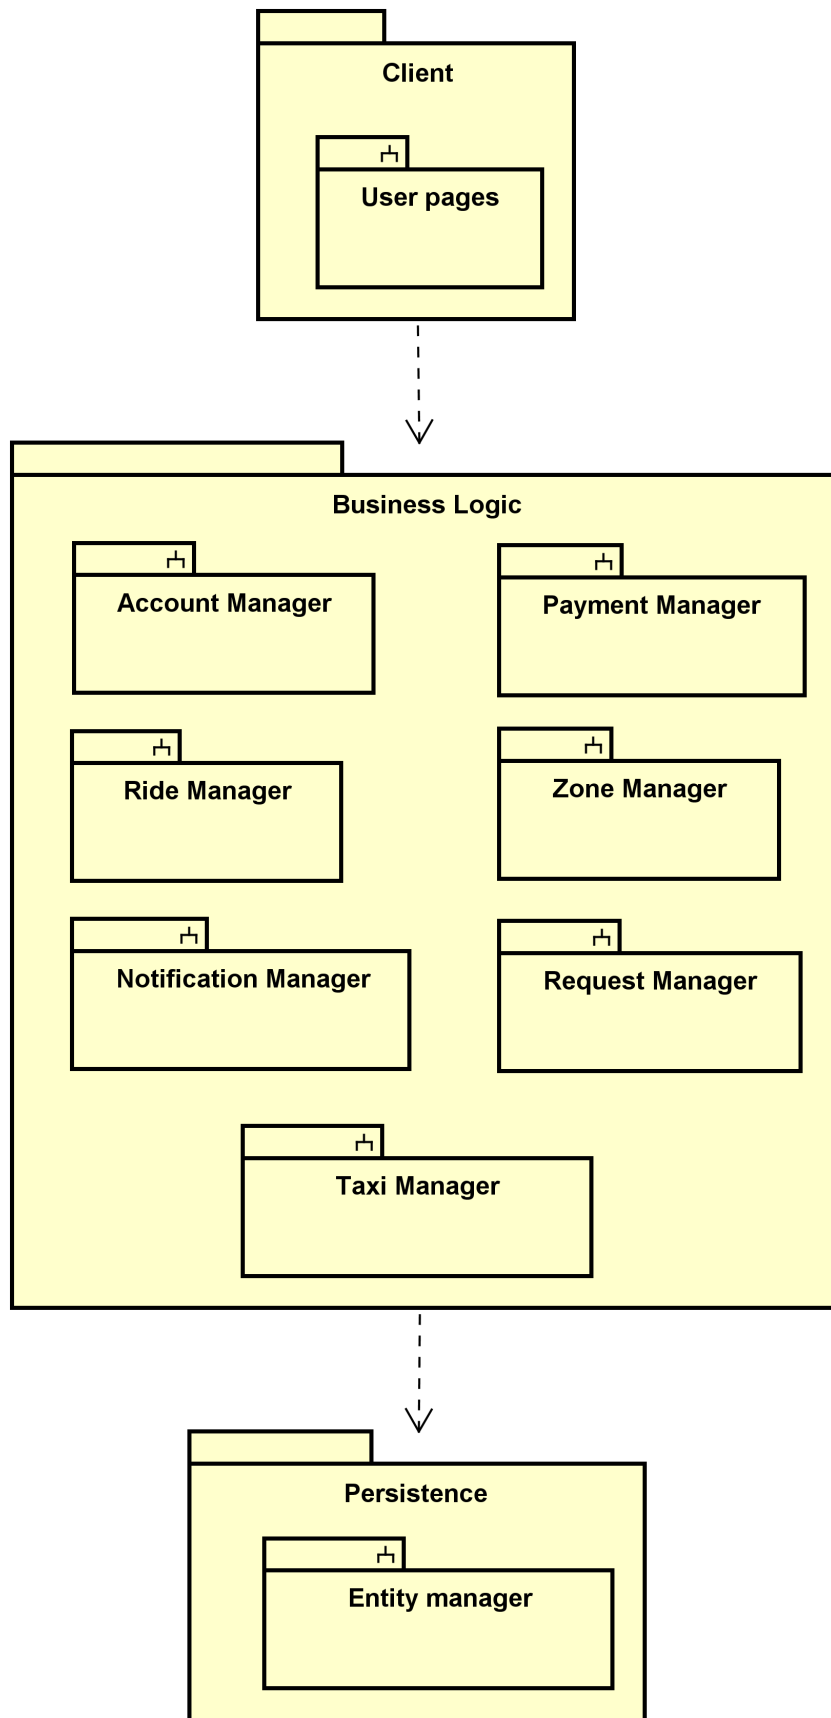 Client
User pages
Business Logic
Account Manager
Payment Manager
Ride Manager
Zone Manager
Notification Manager
Request Manager
Taxi Manager
Persistence
Entity manager